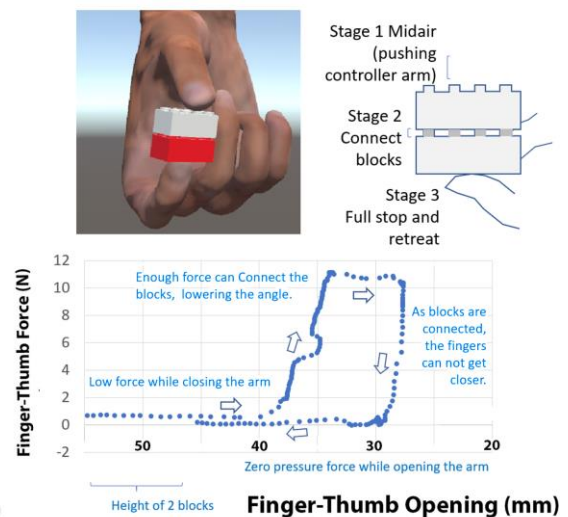 Stage 1 Midair
(pushing
controller arm)
Stage 2
Connect
blocks
Stage 3
Full stop and
retreat
Finger-Thumb Force (N)
12
10
8
6
4
2
0
-2
Enough force can Connect the
blocks, lowering the angle.
As blocks are
connected,
the fingers
can not get
closer.
Low force while closing the arm
50
40
30
20
Zero pressure force while opening the arm
Height of 2 blocks
Finger-Thumb Opening (mm)